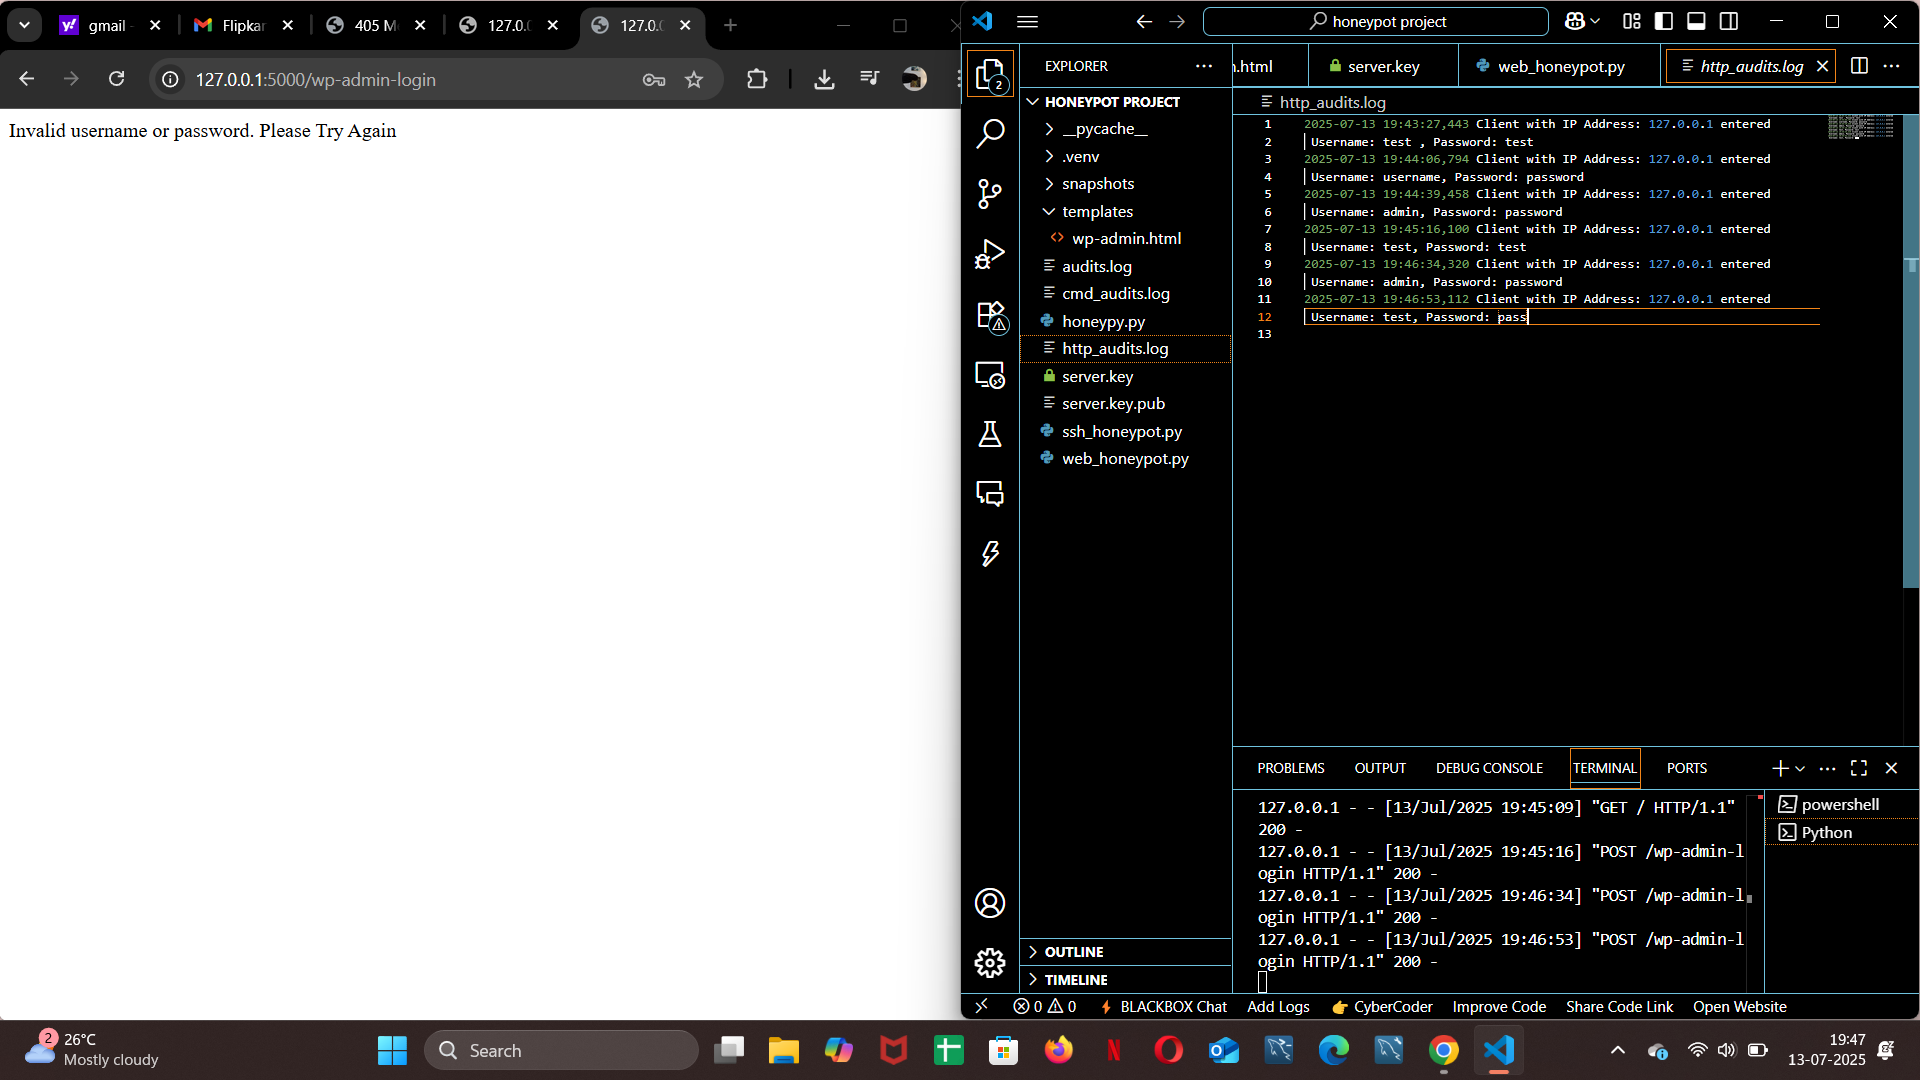 gmail -
Flipkar
405 Me
127.0.0
127.0.0
127.0.0.1:5000/wp-admin-login
Invalid username or password. Please Try Again
honeypot project
2
EXPLORER
HONEYPOT PROJECT
__pycache__
.venv
snapshots
templates
wp-admin.html
audits.log
cmd_audits.log
honeypy.py
http_audits.log
server.key
server.key.pub
ssh_honeypot.py
web_honeypot.py
OUTLINE
TIMELINE
.html
server.key
web_honeypot.py
http_audits.log
http_audits.log
1 2025-07-13 19:43:27,443 Client with IP Address: 127.0.0.1 entered
2 Username: test , Password: test
3 2025-07-13 19:44:06,794 Client with IP Address: 127.0.0.1 entered
4 Username: username, Password: password
5 2025-07-13 19:44:39,458 Client with IP Address: 127.0.0.1 entered
6 Username: admin, Password: password
7 2025-07-13 19:45:16,100 Client with IP Address: 127.0.0.1 entered
8 Username: test, Password: test
9 2025-07-13 19:46:34,320 Client with IP Address: 127.0.0.1 entered
10 Username: admin, Password: password
11 2025-07-13 19:46:53,112 Client with IP Address: 127.0.0.1 entered
12 Username: test, Password: pass
13
PROBLEMS OUTPUT DEBUG CONSOLE TERMINAL PORTS
127.0.0.1 - - [13/Jul/2025 19:45:09] "GET / HTTP/1.1"
200 -
127.0.0.1 - - [13/Jul/2025 19:45:16] "POST /wp-admin-l
ogin HTTP/1.1" 200 -
127.0.0.1 - - [13/Jul/2025 19:46:34] "POST /wp-admin-l
ogin HTTP/1.1" 200 -
127.0.0.1 - - [13/Jul/2025 19:46:53] "POST /wp-admin-l
ogin HTTP/1.1" 200 -
powershell
Python
0 0 BLACKBOX Chat Add Logs CyberCoder Improve Code Share Code Link Open Website
2
26°C
Mostly cloudy
Search
19:47
13-07-2025